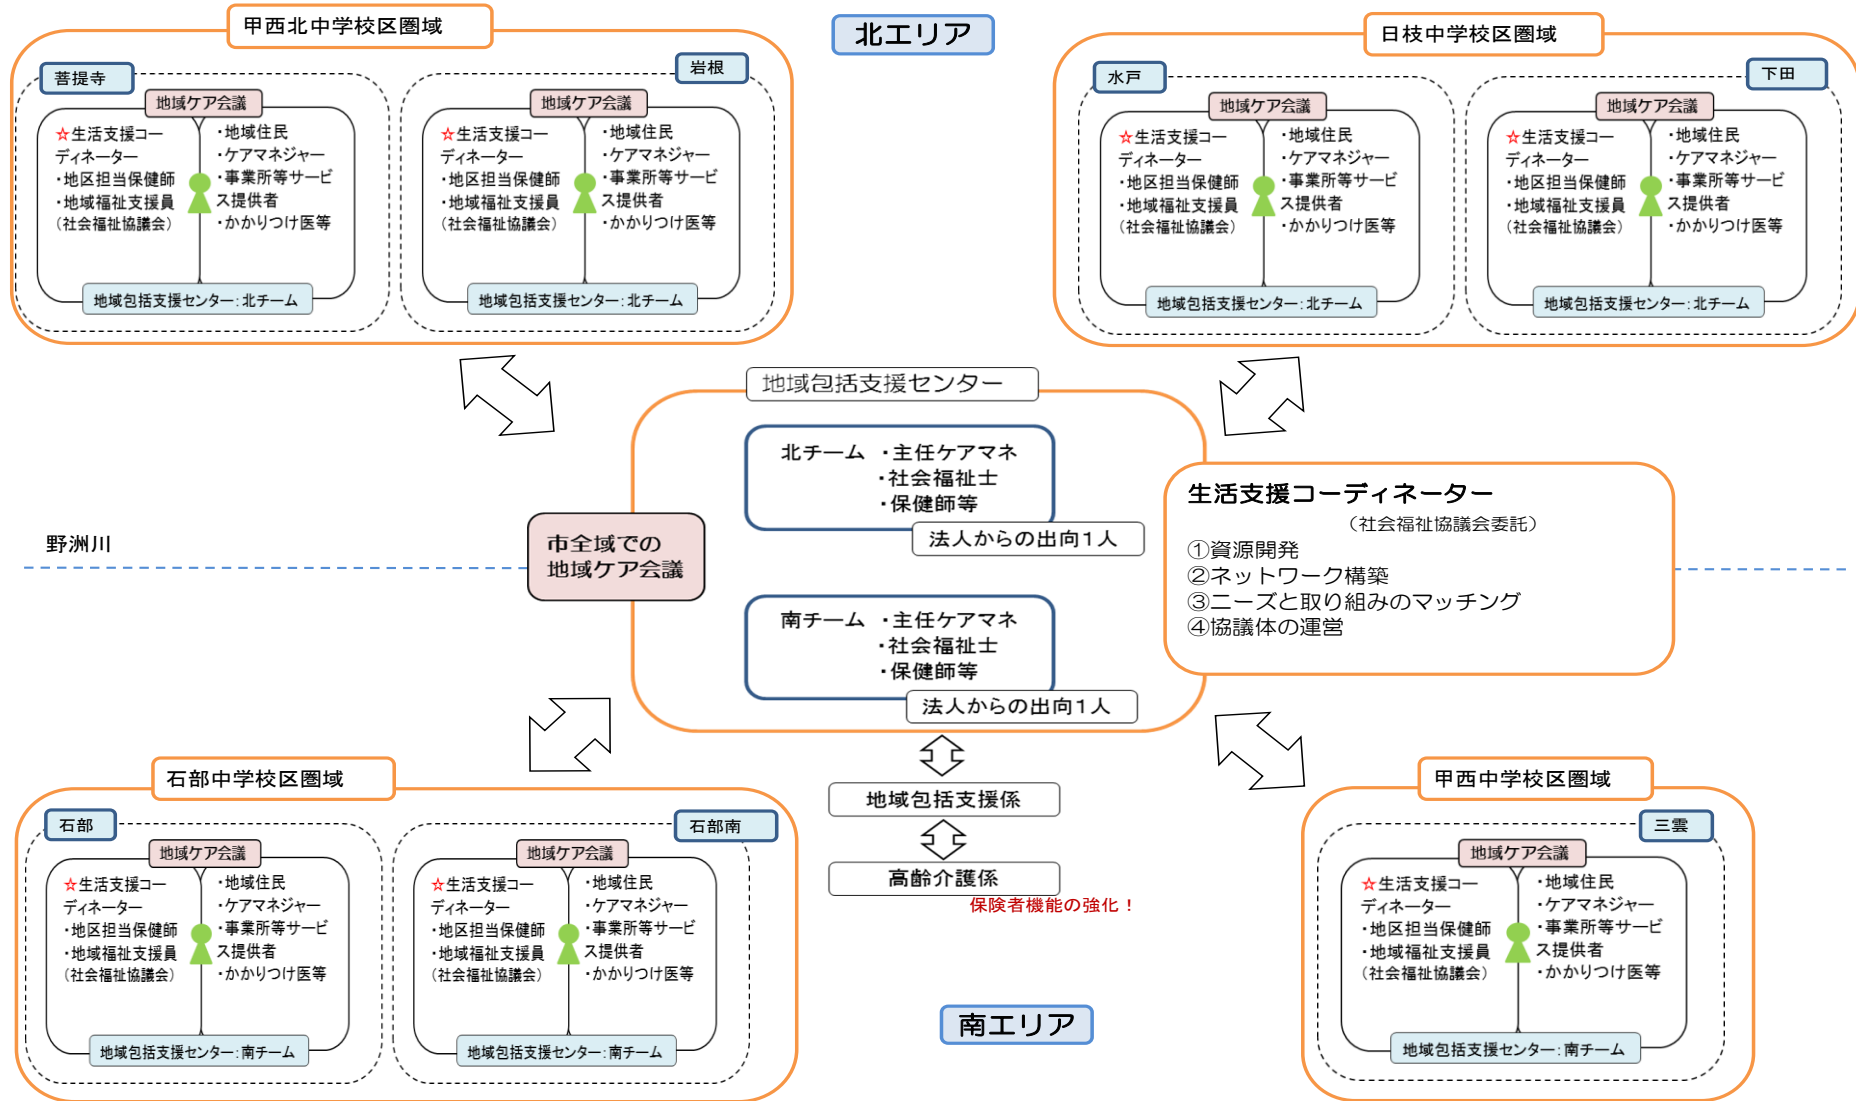 北エリア
甲西北中学校区圏域
菩提寺
地域ケア会議
☆生活支援コー
ディネーター
・地区担当保健師
・地域福祉支援員
（社会福祉協議会）
・地域住民
・ケアマネジャー
・事業所等サービ
ス提供者
・かかりつけ医等
地域包括支援センター：北チーム
岩根
地域ケア会議
☆生活支援コー
ディネーター
・地区担当保健師
・地域福祉支援員
（社会福祉協議会）
・地域住民
・ケアマネジャー
・事業所等サービ
ス提供者
・かかりつけ医等
地域包括支援センター：北チーム
日枝中学校区圏域
水戸
地域ケア会議
☆生活支援コー
ディネーター
・地区担当保健師
・地域福祉支援員
（社会福祉協議会）
・地域住民
・ケアマネジャー
・事業所等サービ
ス提供者
・かかりつけ医等
地域包括支援センター：北チーム
下田
地域ケア会議
☆生活支援コー
ディネーター
・地区担当保健師
・地域福祉支援員
（社会福祉協議会）
・地域住民
・ケアマネジャー
・事業所等サービ
ス提供者
・かかりつけ医等
地域包括支援センター：北チーム
地域包括支援センター
北チーム ・主任ケアマネ
・社会福祉士
・保健師等
法人からの出向１人
野洲川
市全域での
地域ケア会議
南チーム ・主任ケアマネ
・社会福祉士
・保健師等
法人からの出向１人
生活支援コーディネーター
（社会福祉協議会委託）
①資源開発
②ネットワーク構築
③ニーズと取り組みのマッチング
④協議体の運営
地域包括支援係
高齢介護係
保険者機能の強化！
石部中学校区圏域
石部
地域ケア会議
☆生活支援コー
ディネーター
・地区担当保健師
・地域福祉支援員
（社会福祉協議会）
・地域住民
・ケアマネジャー
・事業所等サービ
ス提供者
・かかりつけ医等
地域包括支援センター：南チーム
石部南
地域ケア会議
☆生活支援コー
ディネーター
・地区担当保健師
・地域福祉支援員
（社会福祉協議会）
・地域住民
・ケアマネジャー
・事業所等サービ
ス提供者
・かかりつけ医等
地域包括支援センター：南チーム
甲西中学校区圏域
三雲
地域ケア会議
☆生活支援コー
ディネーター
・地区担当保健師
・地域福祉支援員
（社会福祉協議会）
・地域住民
・ケアマネジャー
・事業所等サービ
ス提供者
・かかりつけ医等
地域包括支援センター：南チーム
南エリア